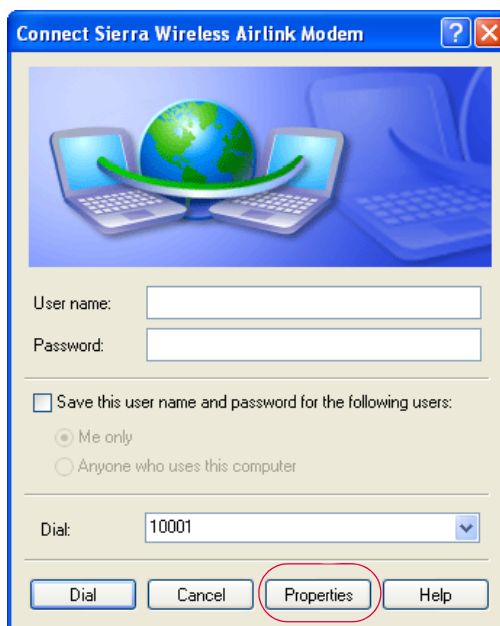 Connect Sierra Wireless Airlink Modem
User name:
Password:
Save this user name and password for the following users:
Me only
Anyone who uses this computer
Dial: 10001
Dial Cancel Properties Help